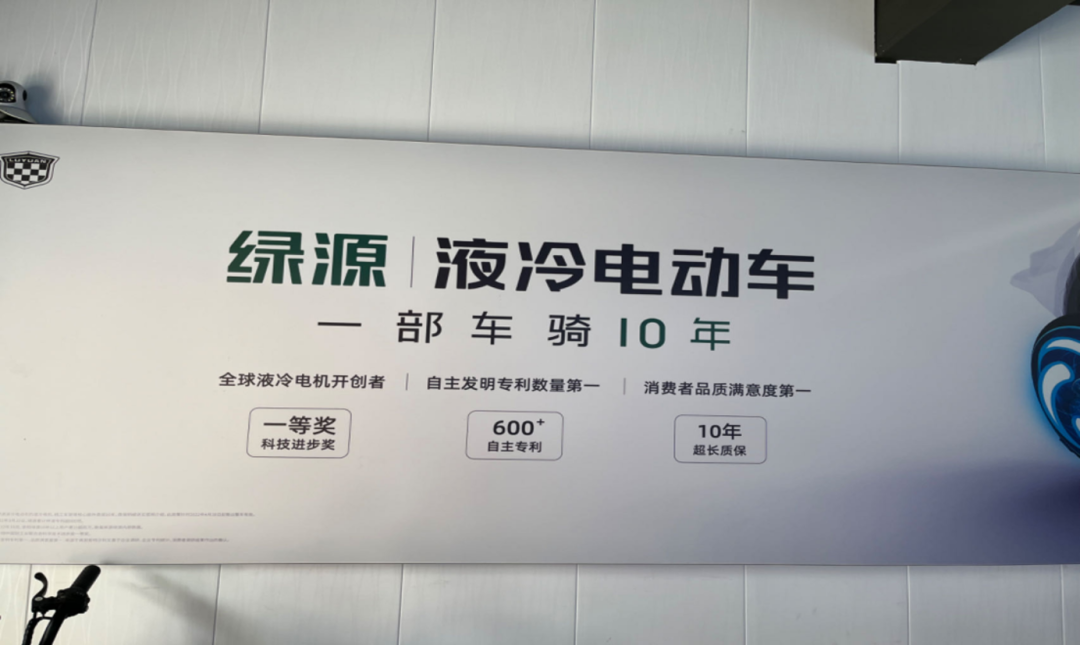 LUYUAN
绿源 | 液冷电动车
一部车骑10年
全球液冷电机开创者 | 自主发明专利数量第一 | 消费者品质满意度第一
一等奖 600+ 10年
科技进步奖 自主专利 超长质保